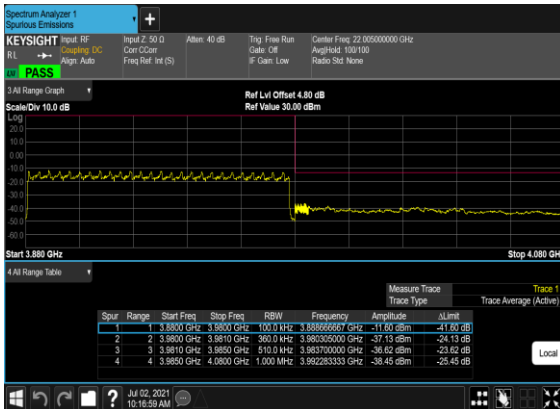 Spectrum Analyzer 1
Spurious Emissions
+
KEYSIGHT Input: RF Input Z: 50 Ω Atten: 40 dB Trig: Free Run Center Freq: 22.005000000 GHz
RL Coupling: DC Corr CCorr Gate: Off Avg|Hold: 100/100
Align: Auto Freq Ref: Int (S) IF Gain: Low Radio Std: None
PASS
3 All Range Graph
Ref Lvl Offset 4.80 dB
Scale/Div 10.0 dB Ref Value 30.00 dBm
Log
20.0
10.0
0.00
-10.0
-20.0
-30.0
-40.0
-50.0
-60.0
Start 3.880 GHz Stop 4.080 GH
4 All Range Table
Measure Trace Trace 1
Trace Type Trace Average (Active)
Spur Range Start Freq Stop Freq RBW Frequency Amplitude ΔLimit
1 1 3.8800 GHz 3.9800 GHz 100.0 kHz 3.888666667 GHz -11.60 dBm -41.60 dB
2 2 3.9800 GHz 3.9810 GHz 360.0 kHz 3.980305000 GHz -37.13 dBm -24.13 dB
3 3 3.9810 GHz 3.9850 GHz 510.0 kHz 3.983700000 GHz -36.62 dBm -23.62 dB
4 4 3.9850 GHz 4.0800 GHz 1.000 MHz 3.992283333 GHz -38.45 dBm -25.45 dB
Local
?
Jul 02, 2021
10:16:59 AM